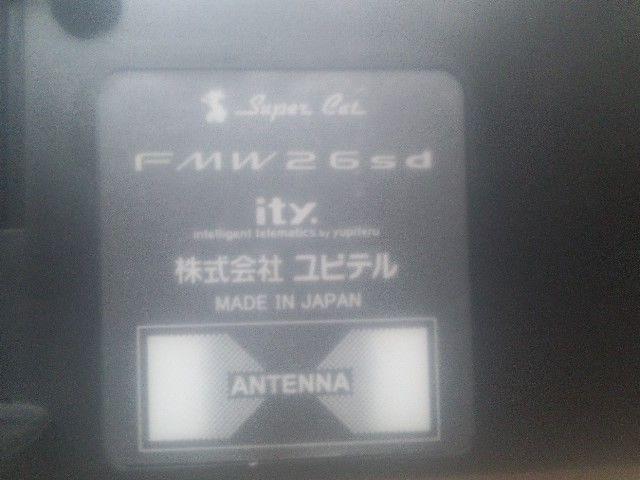 Super Cat
FMW26sd
ity.
intelligent telematics by yupiteru
株式会社 ユピテル
MADE IN JAPAN
ANTENNA